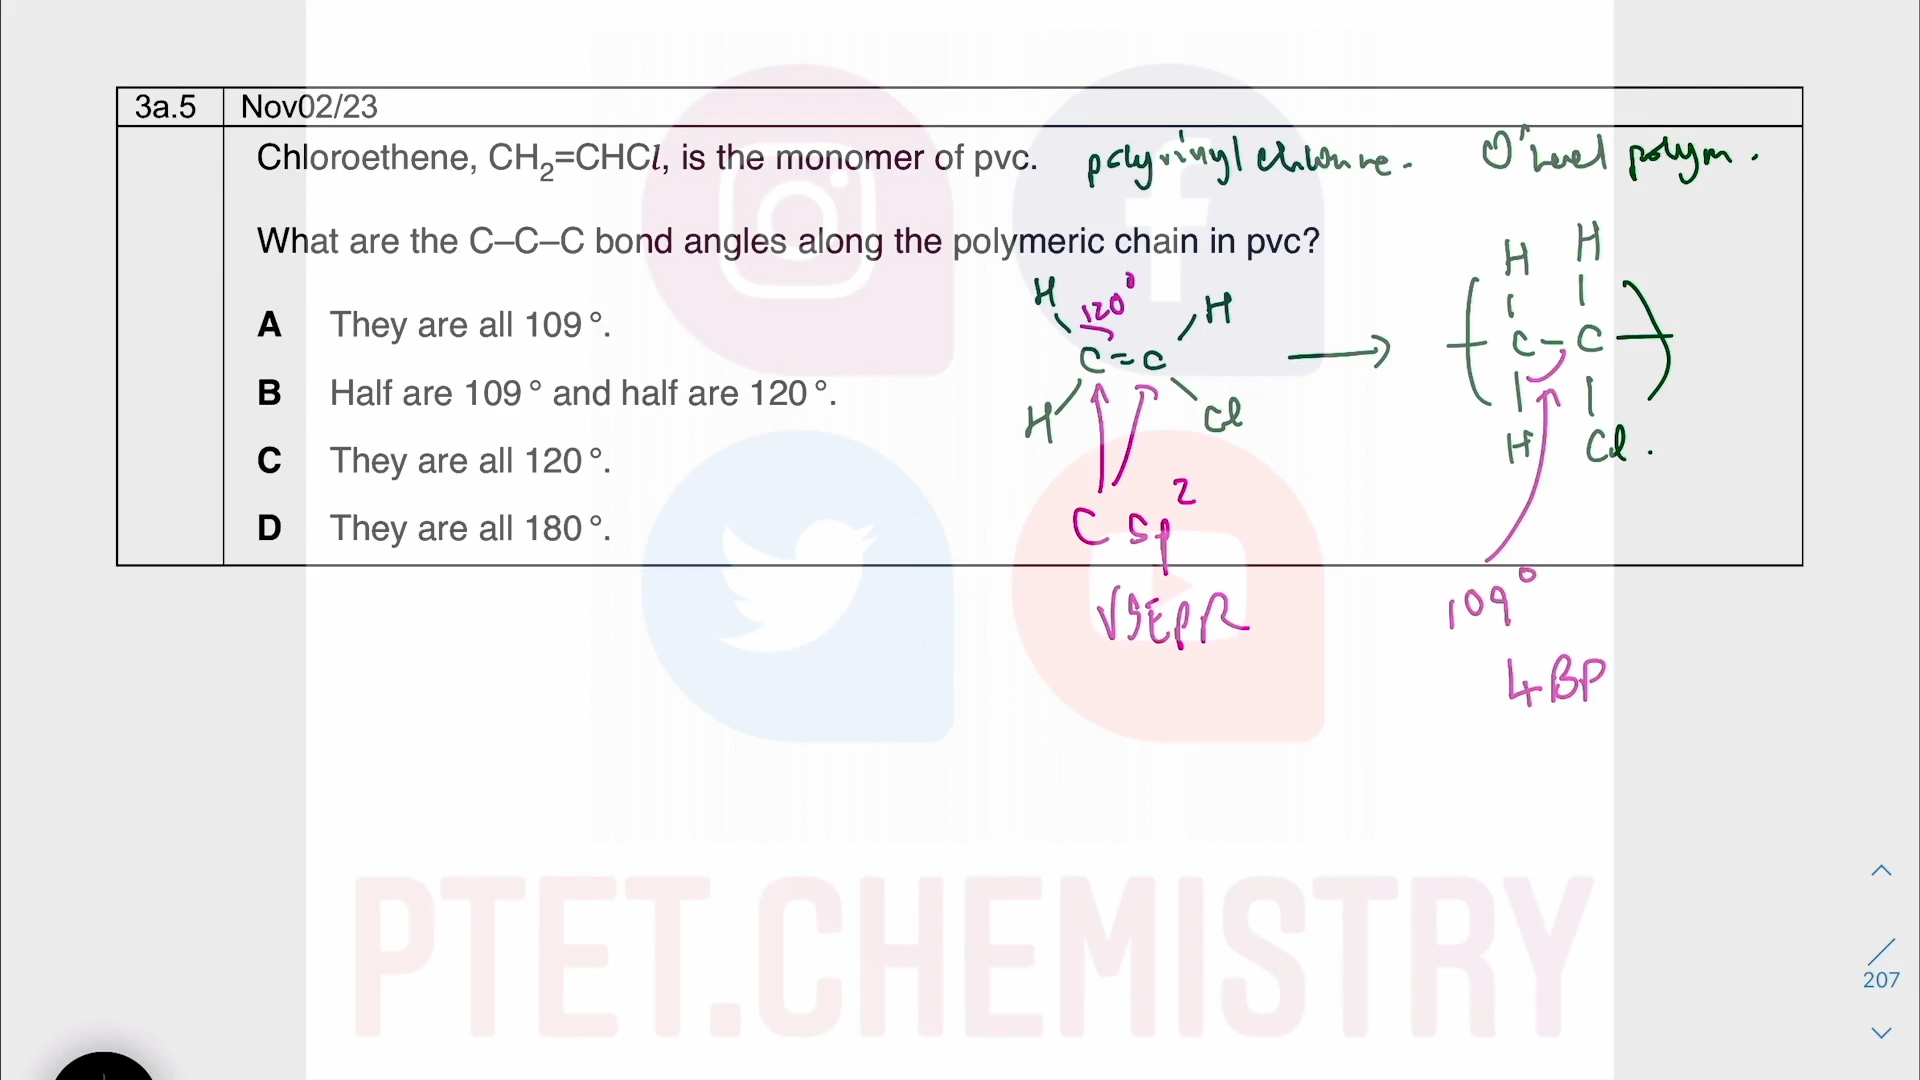 3a.5 Nov02/23
Chloroethene, CH₂=CHCl, is the monomer of pvc. polyvinyl chloride. O'Level polym.
What are the C–C–C bond angles along the polymeric chain in pvc?
A They are all 109°.
B Half are 109° and half are 120°.
C They are all 120°.
D They are all 180°.
H 120° H
C=C
H Cl
C sp²
VSEPR
H H
C–C
H Cl.
109°
4BP
PTET.CHEMISTRY
207